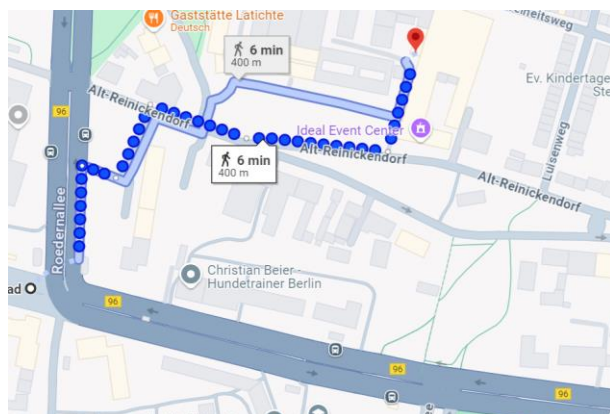 Gaststätte Latichte
Deutsch
6 min
400 m
Ev. Kindertage
Ste
96
Alt-Reinickendorf
Ideal Event Center
6 min
400 m
Alt-Reinickendorf
Luisenweg
Alt-Reinickendorf
Roedernallee
Christian Beier -
Hundetrainer Berlin
ad
96
96
96